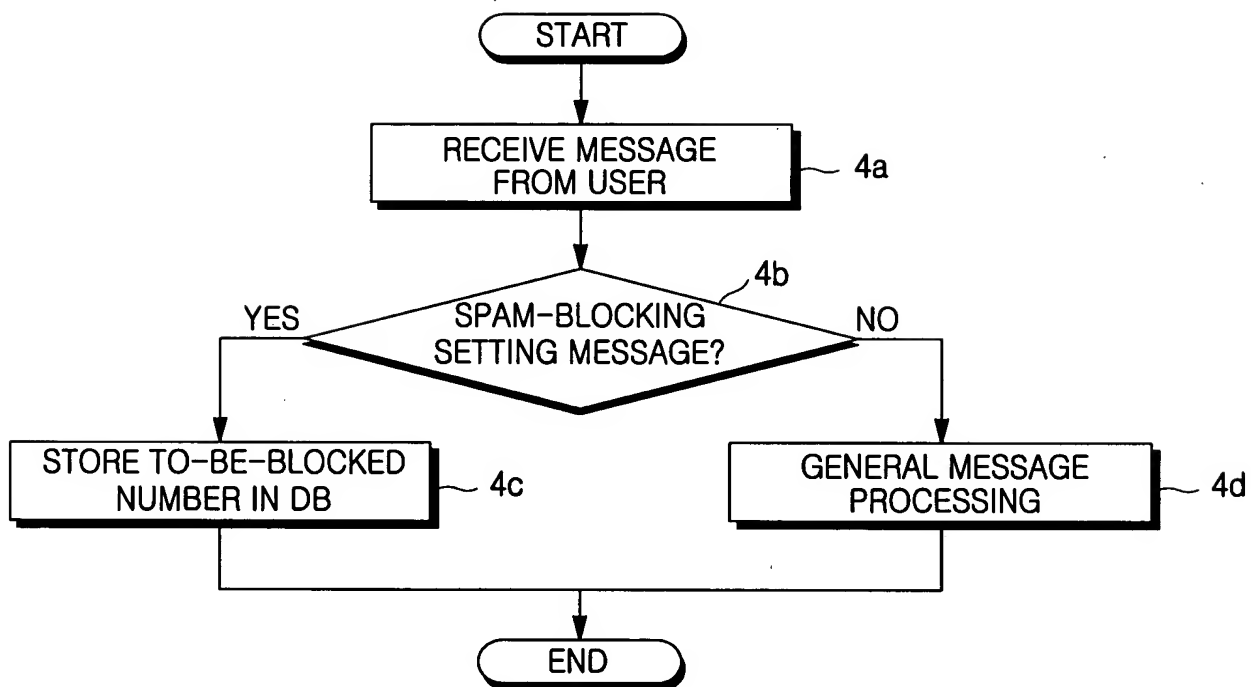 START
RECEIVE MESSAGE
FROM USER
4a
4b
YES
SPAM-BLOCKING
SETTING MESSAGE?
NO
STORE TO-BE-BLOCKED
NUMBER IN DB
4c
GENERAL MESSAGE
PROCESSING
4d
END